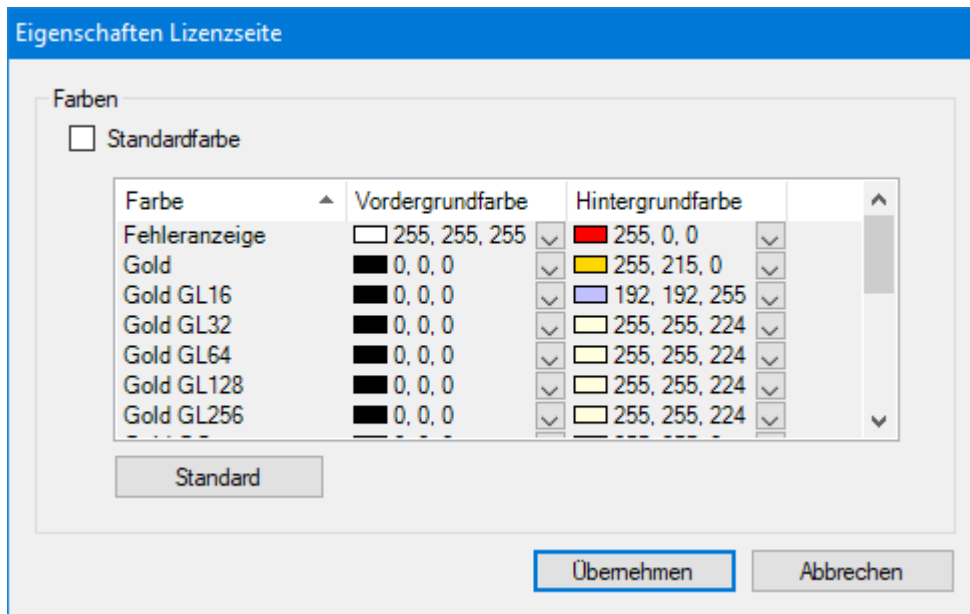 Eigenschaften Lizenzseite
Farben
Standardfarbe
Farbe Vordergrundfarbe Hintergrundfarbe
Fehleranzeige 255, 255, 255 255, 0, 0
Gold 0, 0, 0 255, 215, 0
Gold GL16 0, 0, 0 192, 192, 255
Gold GL32 0, 0, 0 255, 255, 224
Gold GL64 0, 0, 0 255, 255, 224
Gold GL128 0, 0, 0 255, 255, 224
Gold GL256 0, 0, 0 255, 255, 224
Standard
Übernehmen Abbrechen